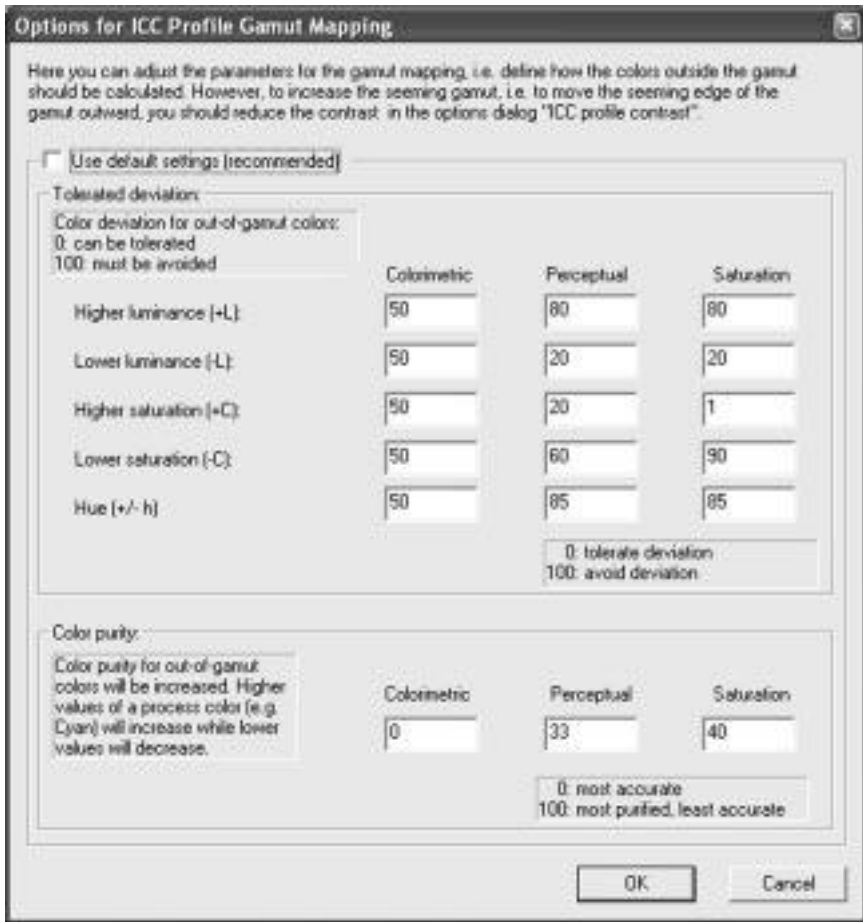 Options for ICC Profile Gamut Mapping
Here you can adjust the parameters for the gamut mapping, i.e. define how the colors outside the gamut
should be calculated. However, to increase the seeming gamut, i.e. to move the seeming edge of the
gamut outward, you should reduce the contrast in the options dialog "ICC profile contrast".
Use default settings (recommended)
Tolerated deviation:
Color deviation for out-of-gamut colors:
0: can be tolerated
100: must be avoided
Colorimetric Perceptual Saturation
Higher luminance (+L): 50 80 80
Lower luminance (-L): 50 20 20
Higher saturation (+C): 50 20 1
Lower saturation (-C): 50 60 90
Hue (+/- h) 50 85 85
0: tolerate deviation
100: avoid deviation
Color purity:
Color purity for out-of-gamut
colors will be increased. Higher
values of a process color (e.g.
Cyan) will increase while lower
values will decrease.
Colorimetric Perceptual Saturation
0 33 40
0: most accurate
100: most purified, least accurate
OK Cancel